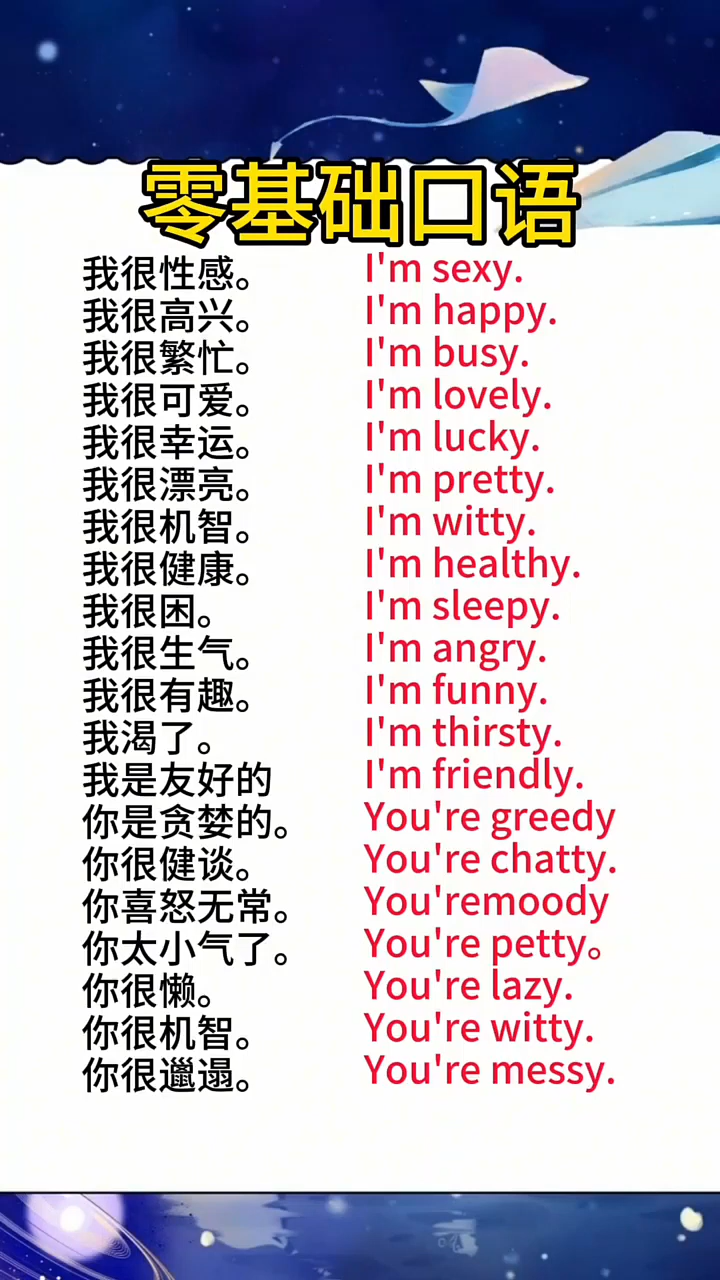 零基础口语
我很性感。 I'm sexy.
我很高兴。 I'm happy.
我很繁忙。 I'm busy.
我很可爱。 I'm lovely.
我很幸运。 I'm lucky.
我很漂亮。 I'm pretty.
我很机智。 I'm witty.
我很健康。 I'm healthy.
我很困。 I'm sleepy.
我很生气。 I'm angry.
我很有趣。 I'm funny.
我渴了。 I'm thirsty.
我是友好的 I'm friendly.
你是贪婪的。 You're greedy
你很健谈。 You're chatty.
你喜怒无常。 You'remoody
你太小气了。 You're petty。
你很懒。 You're lazy.
你很机智。 You're witty.
你很邋遢。 You're messy.